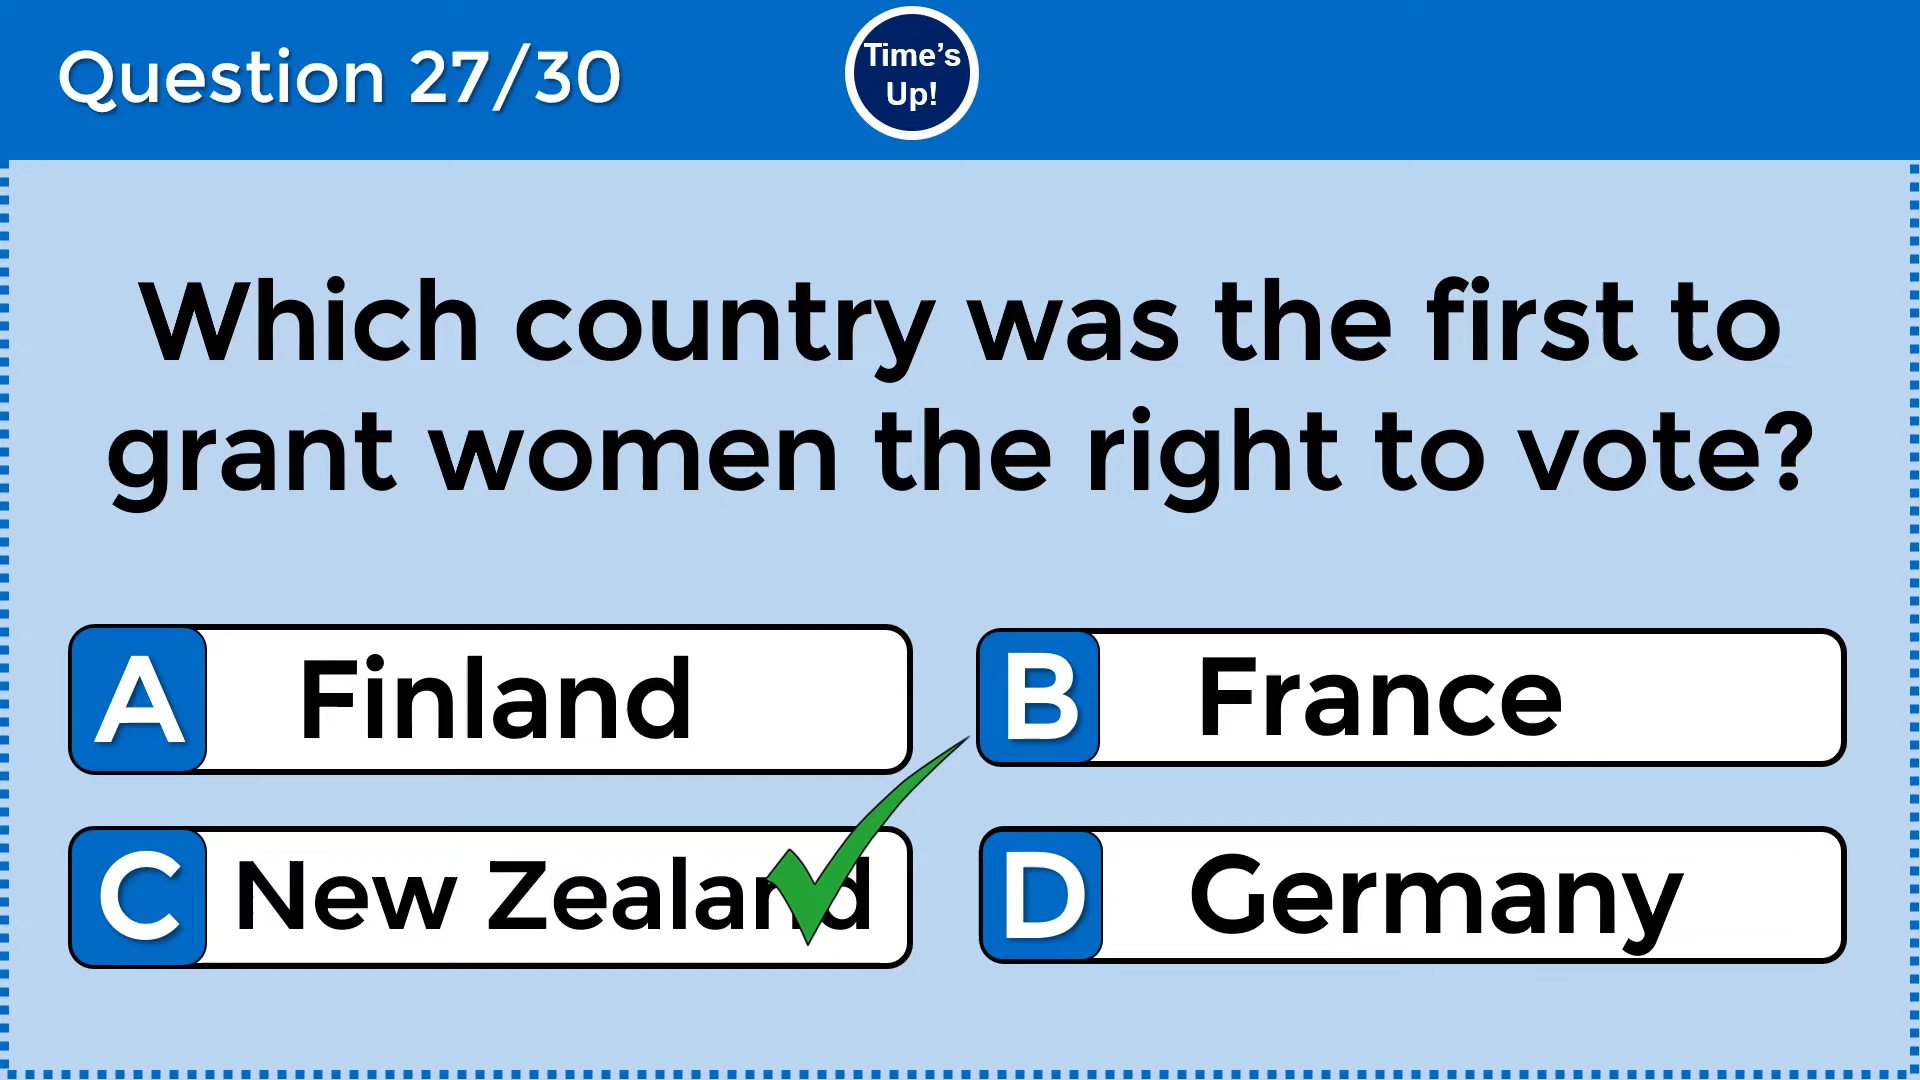 Question 27/30
Time's
Up!
Which country was the first to
grant women the right to vote?
A Finland
B France
C New Zealand
D Germany